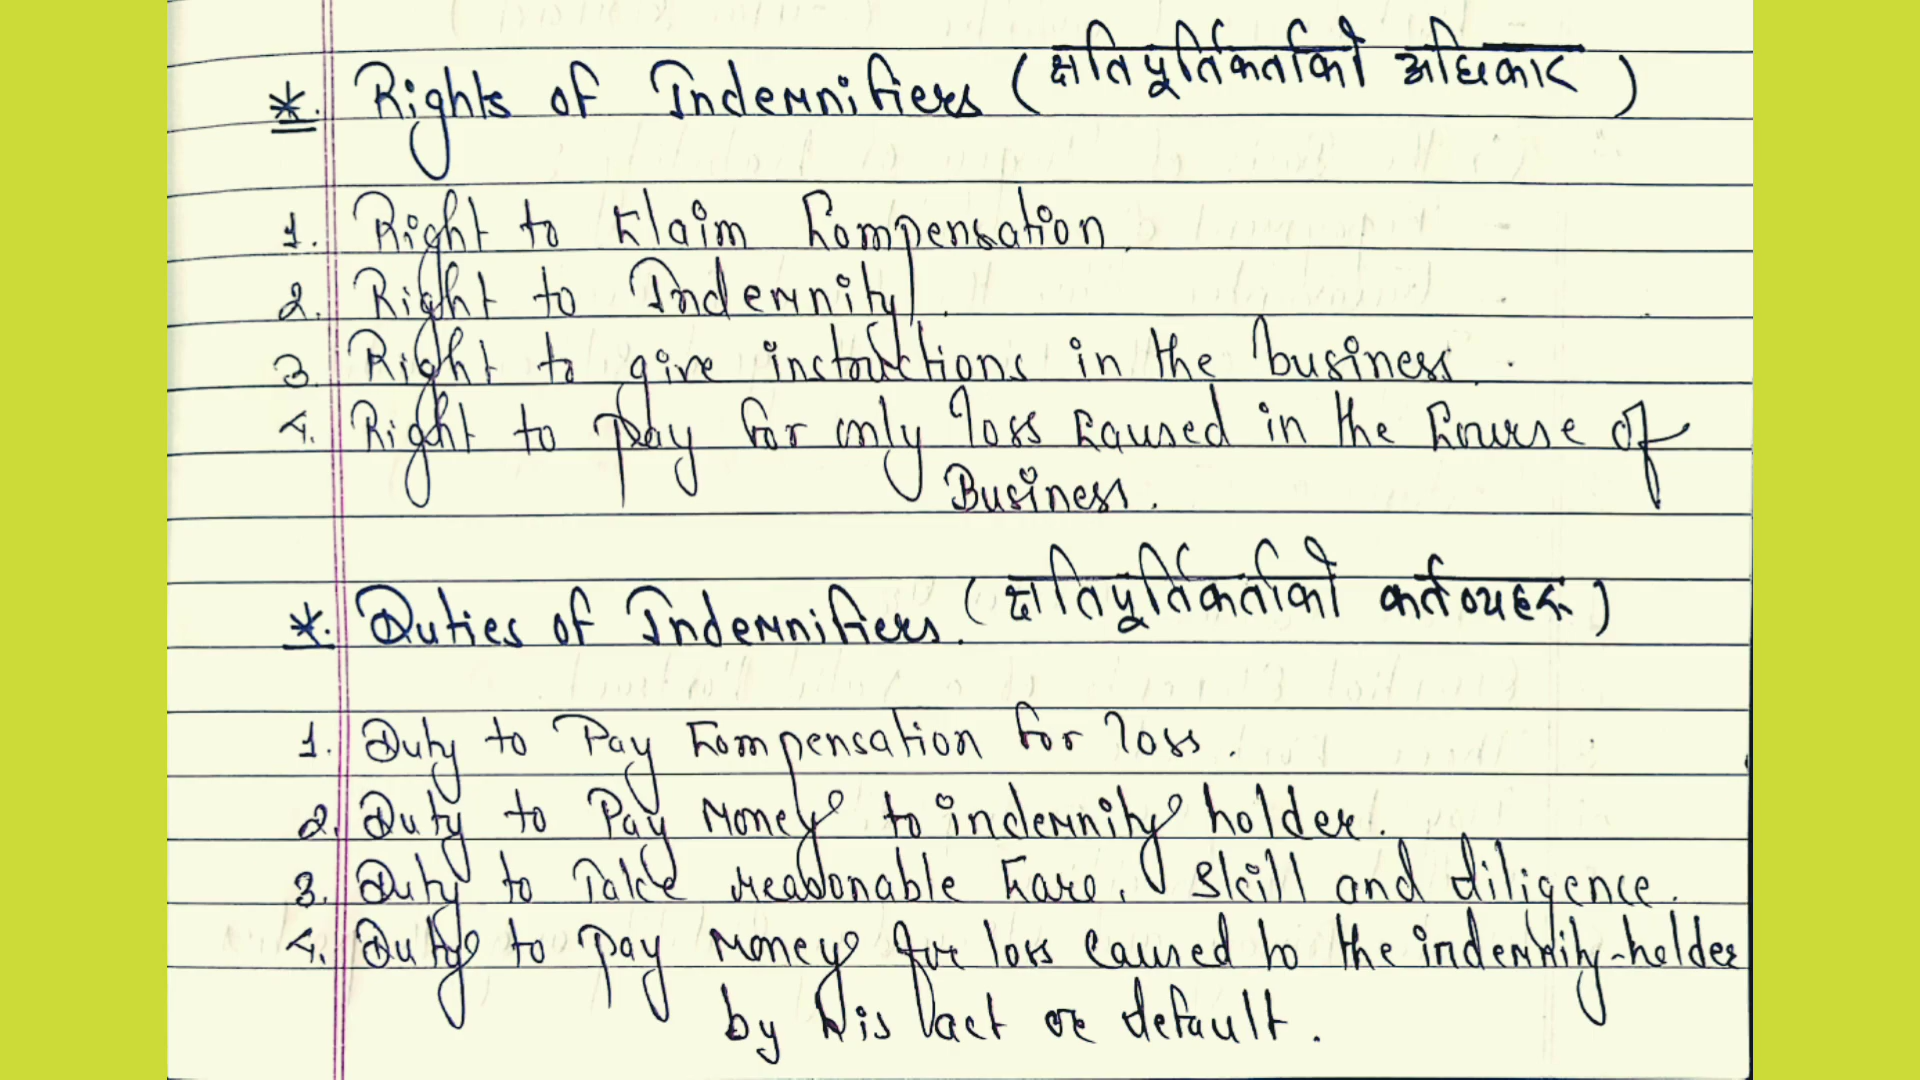 * Rights of Indemnifiers (क्षतिपुर्तिकर्ताको अधिकार)
1. Right to Claim Compensation.
2. Right to Indemnity.
3. Right to give instructions in the business.
4. Right to pay for only loss caused in the course of
Business.
* Duties of Indemnifiers. (क्षतिपुर्तिकर्ताको कर्तव्यहरू)
1. Duty to Pay Compensation for loss.
2. Duty to Pay Money to indemnity holder.
3. Duty to Take reasonable care, Skill and diligence.
4. Duty to pay money for loss caused to the indemnity-holder
by his act or default.